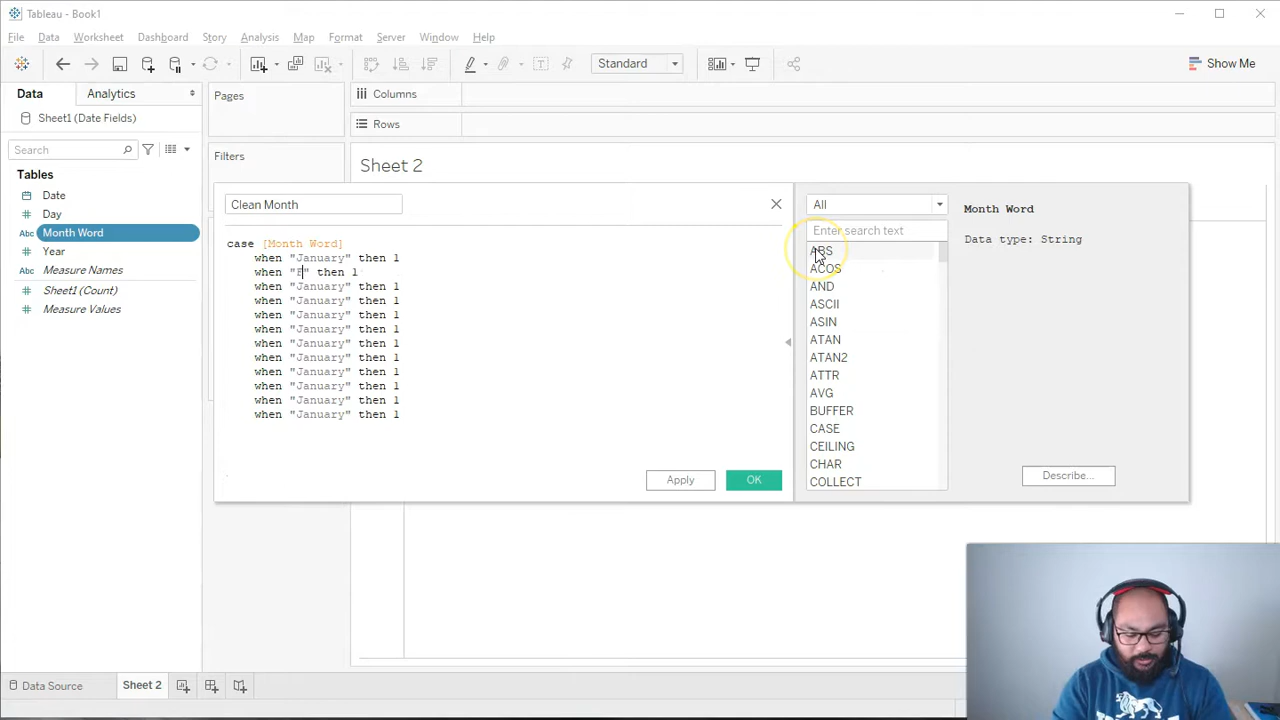 Tableau - Book1
File Data Worksheet Dashboard Story Analysis Map Format Server Window Help
Standard
Show Me
Data Analytics
Pages
Columns
Sheet1 (Date Fields)
Rows
Search
Filters
Sheet 2
Tables
Date
Day
Abc Month Word
Year
Abc Measure Names
Sheet1 (Count)
Measure Values
Clean Month
case [Month Word]
when "January" then 1
when "F" then 1
when "January" then 1
when "January" then 1
when "January" then 1
when "January" then 1
when "January" then 1
when "January" then 1
when "January" then 1
when "January" then 1
when "January" then 1
when "January" then 1
Apply
OK
All
Enter search text
ABS
ACOS
AND
ASCII
ASIN
ATAN
ATAN2
ATTR
AVG
BUFFER
CASE
CEILING
CHAR
COLLECT
Month Word
Data type: String
Describe...
Data Source
Sheet 2